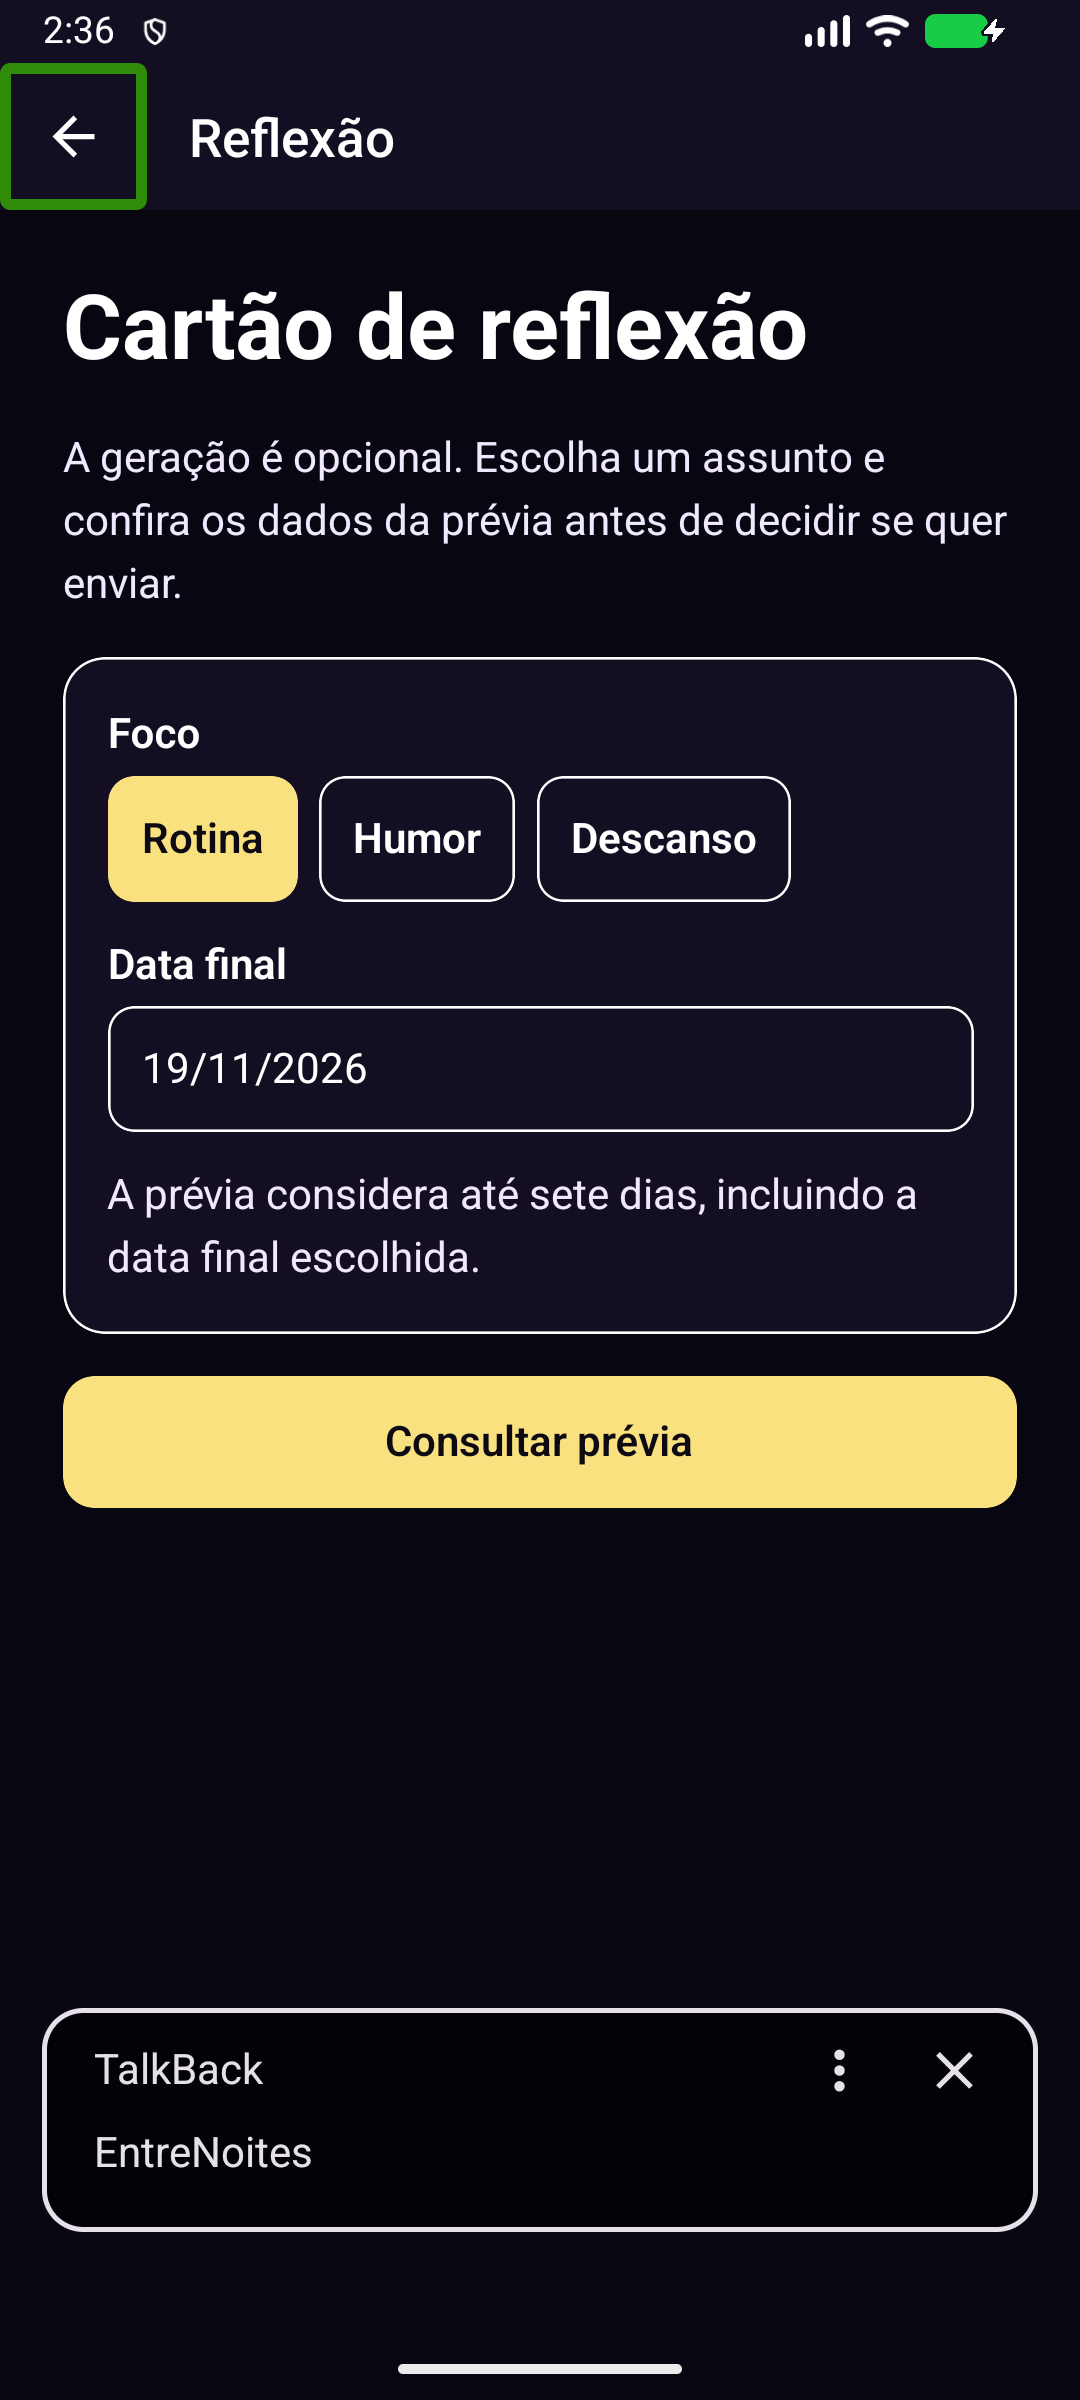 2:36
Reflexão
Cartão de reflexão
A geração é opcional. Escolha um assunto e
confira os dados da prévia antes de decidir se quer
enviar.
Foco
Rotina
Humor
Descanso
Data final
19/11/2026
A prévia considera até sete dias, incluindo a
data final escolhida.
Consultar prévia
TalkBack
EntreNoites